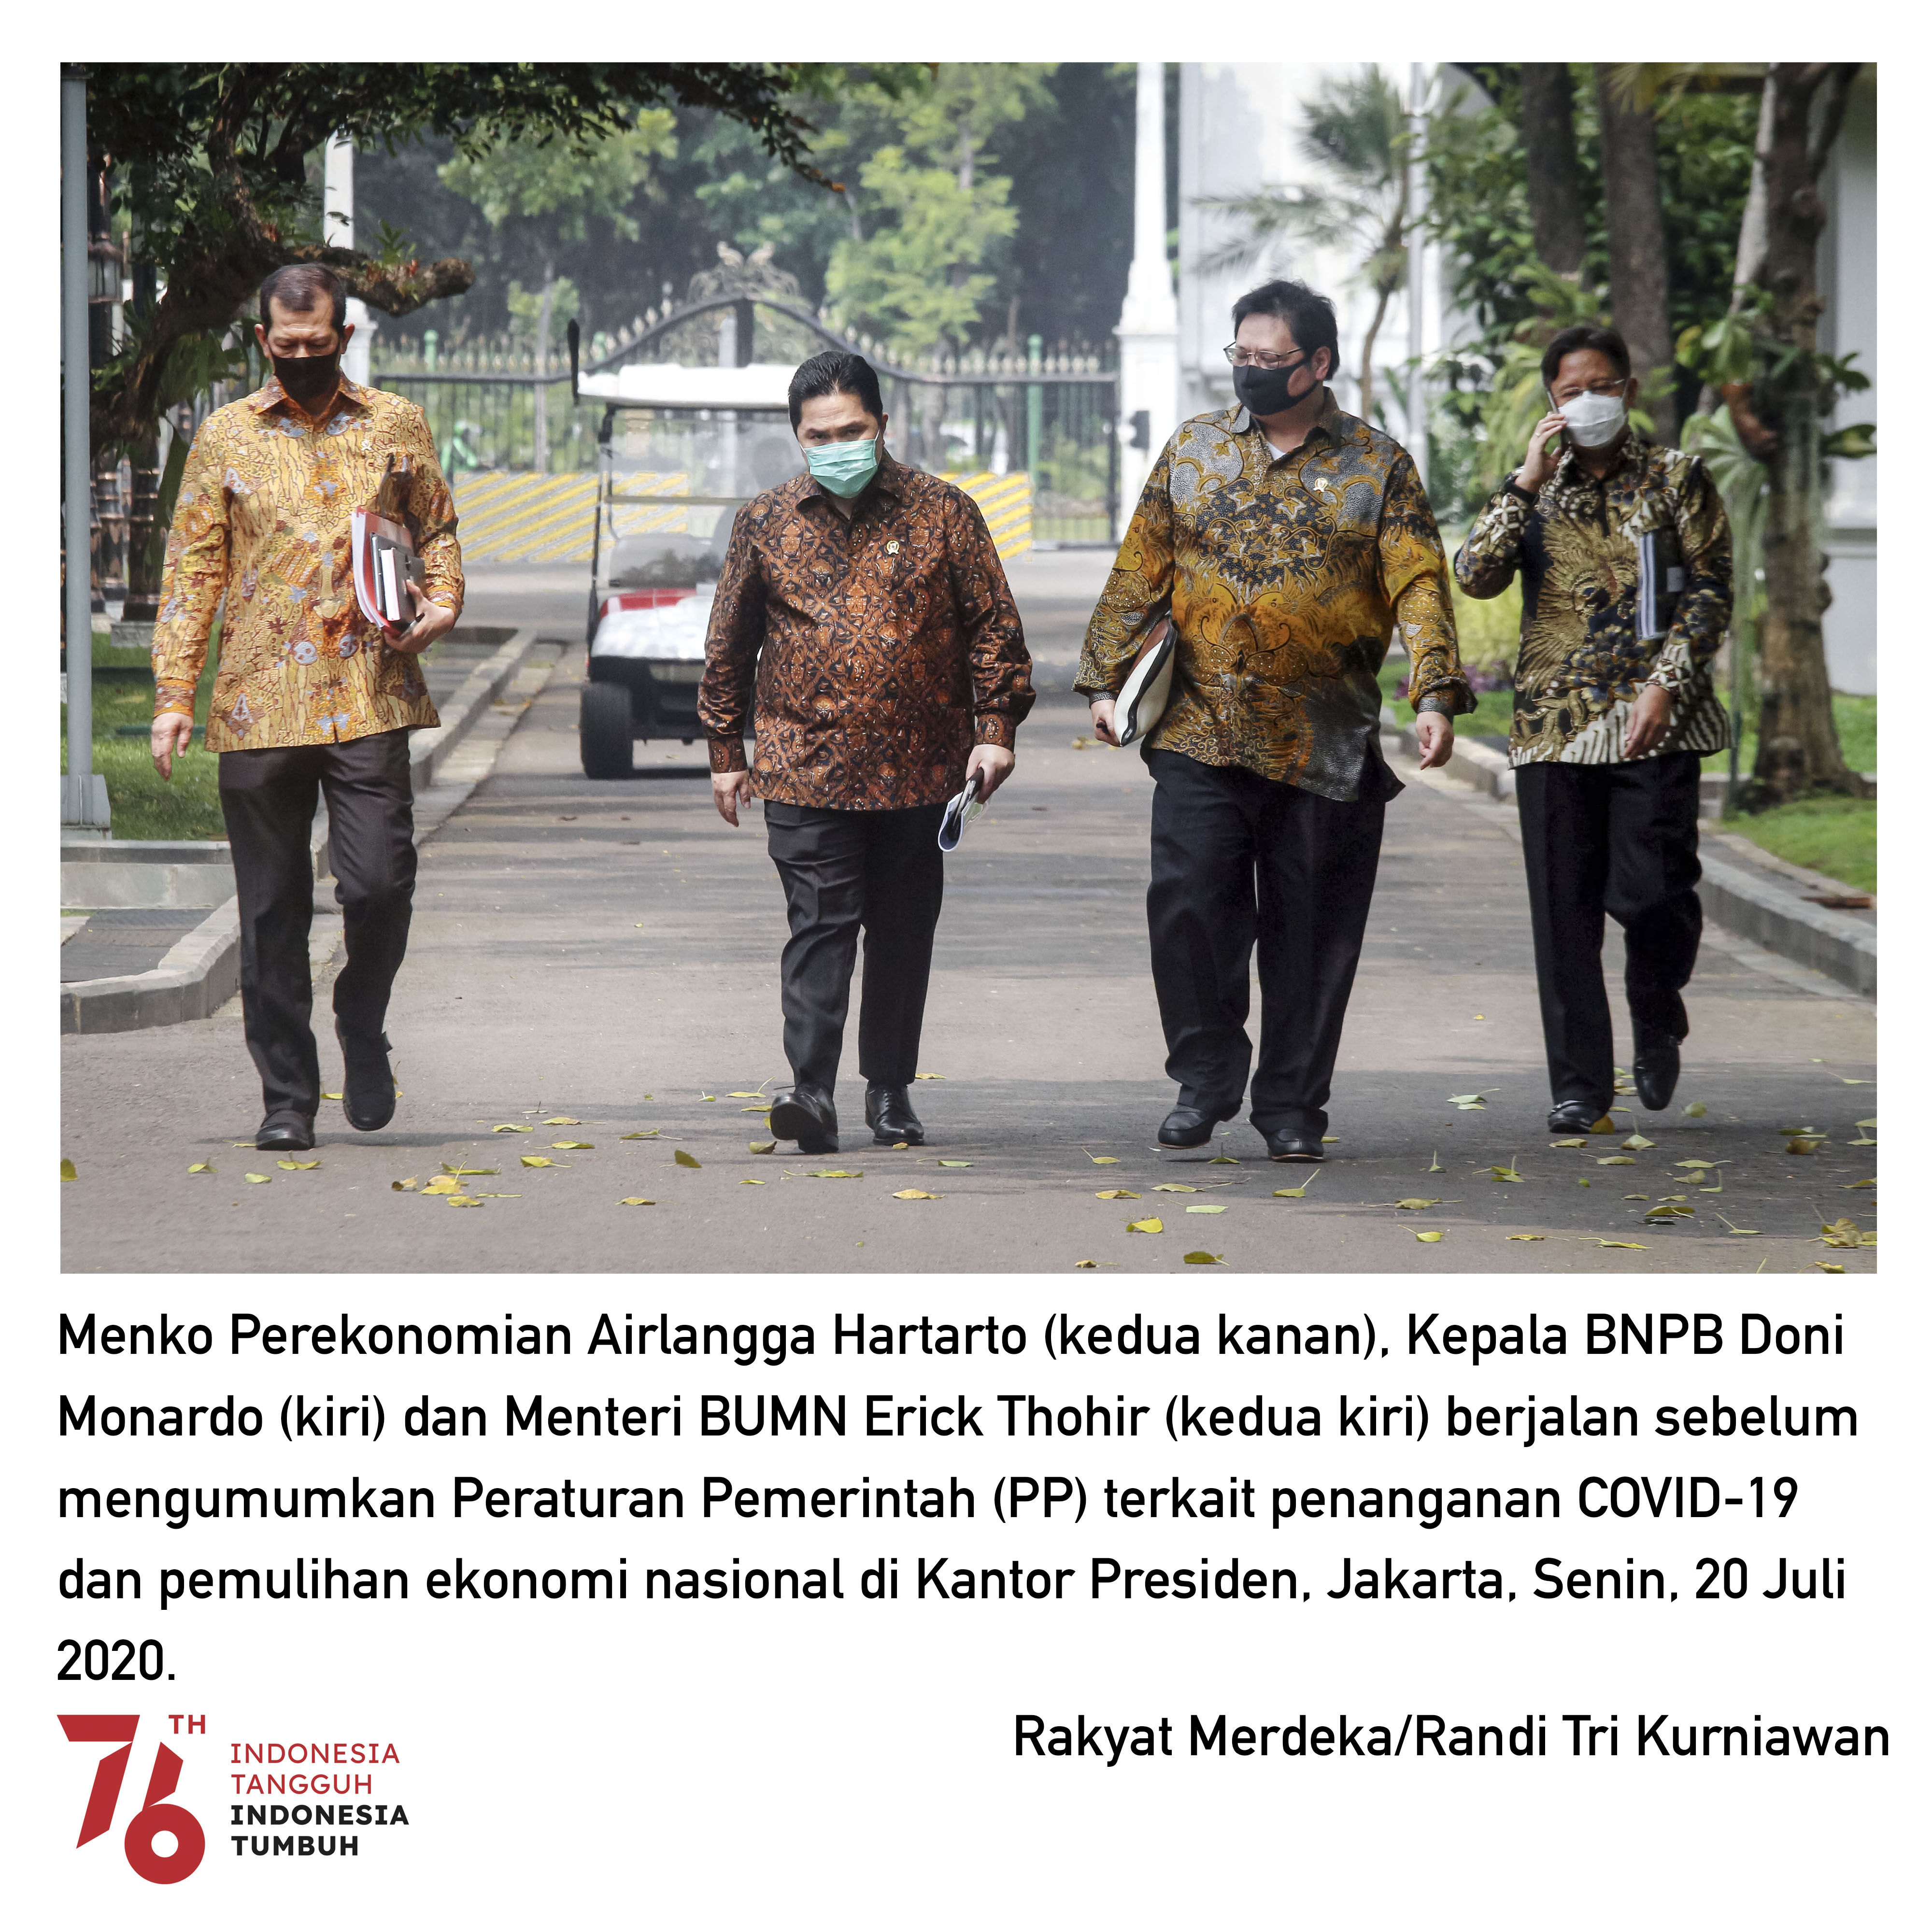 Menko Perekonomian Airlangga Hartarto (kedua kanan), Kepala BNPB Doni
Monardo (kiri) dan Menteri BUMN Erick Thohir (kedua kiri) berjalan sebelum
mengumumkan Peraturan Pemerintah (PP) terkait penanganan COVID-19
dan pemulihan ekonomi nasional di Kantor Presiden, Jakarta, Senin, 20 Juli
2020.
Rakyat Merdeka/Randi Tri Kurniawan
76 TH
INDONESIA
TANGGUH
INDONESIA
TUMBUH